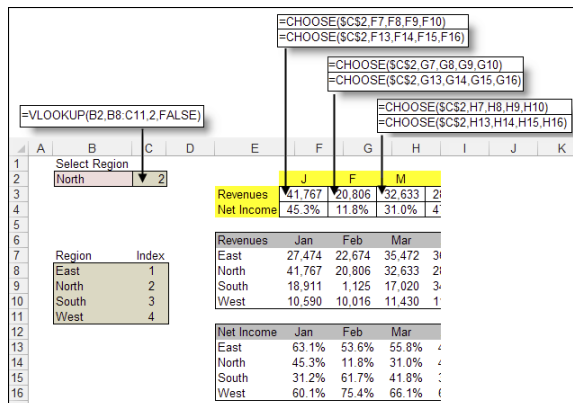 =CHOOSE($C$2,F7,F8,F9,F10)
=CHOOSE($C$2,F13,F14,F15,F16)
=CHOOSE($C$2,G7,G8,G9,G10)
=CHOOSE($C$2,G13,G14,G15,G16)
=CHOOSE($C$2,H7,H8,H9,H10)
=CHOOSE($C$2,H13,H14,H15,H16)
=VLOOKUP(B2,B8:C11,2,FALSE)
A B C D E F G H I J K
1 Select Region
2 North 2 J F M
3 Revenues 41,767 20,806 32,633 28
4 Net Income 45.3% 11.8% 31.0%
5
6 Revenues Jan Feb Mar
7 Region Index East 27,474 22,674 35,472
8 East 1 North 41,767 20,806 32,633 28
9 North 2 South 18,911 1,125 17,020
10 South 3 West 10,590 10,016 11,430
11 West 4
12 Net Income Jan Feb Mar
13 East 63.1% 53.6% 55.8%
14 North 45.3% 11.8% 31.0%
15 South 31.2% 61.7% 41.8%
16 West 60.1% 75.4% 66.1%